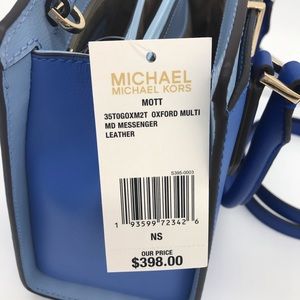 MICHAEL
MICHAEL KORS
MOTT
35T0GOXM2T OXFORD MULTI
MD MESSENGER
LEATHER
S398-0003
1 93599 72342 6
NS
OUR PRICE
$398.00